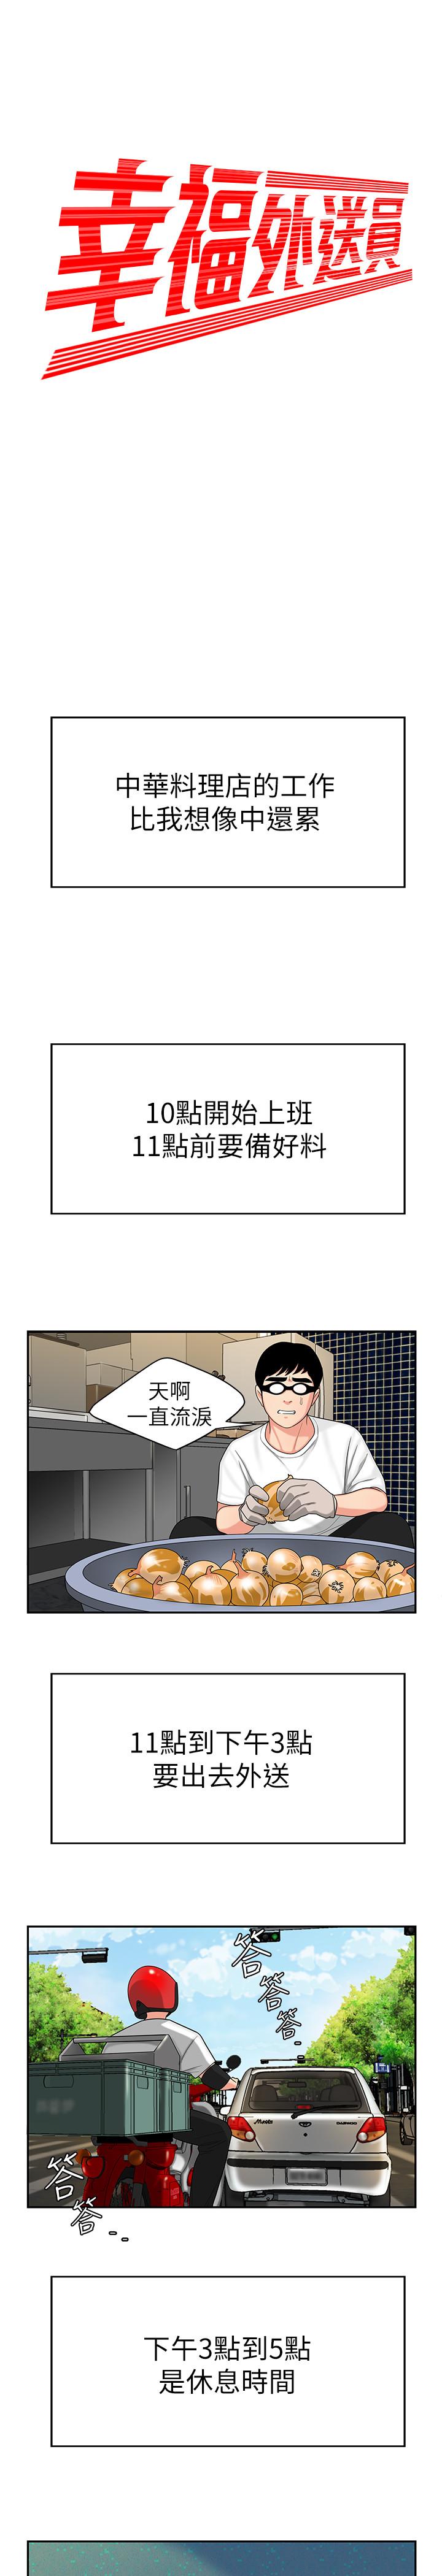 幸福外送員
中華料理店的工作
比我想像中還累
10點開始上班
11點前要備好料
天啊
一直流淚
11點到下午3點
要出去外送
答
答
答
Matiz
DAEWOO
答
答
下午3點到5點
是休息時間